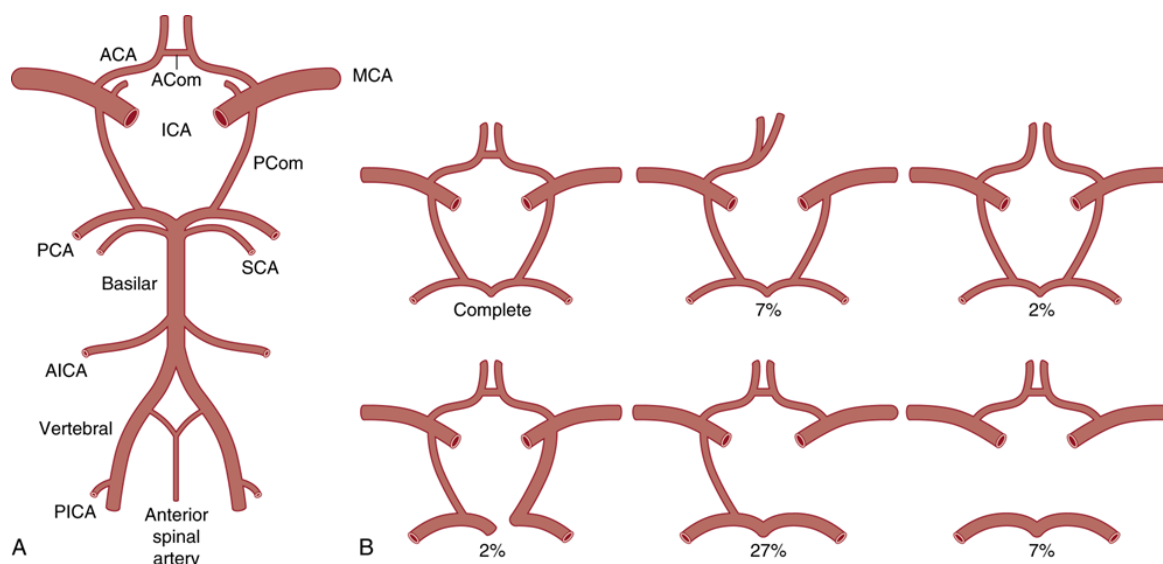 ACA
ACom
MCA
ICA
PCom
PCA
SCA
Basilar
AICA
Vertebral
PICA
Anterior
spinal
artery
A
Complete
7%
2%
2%
27%
7%
B